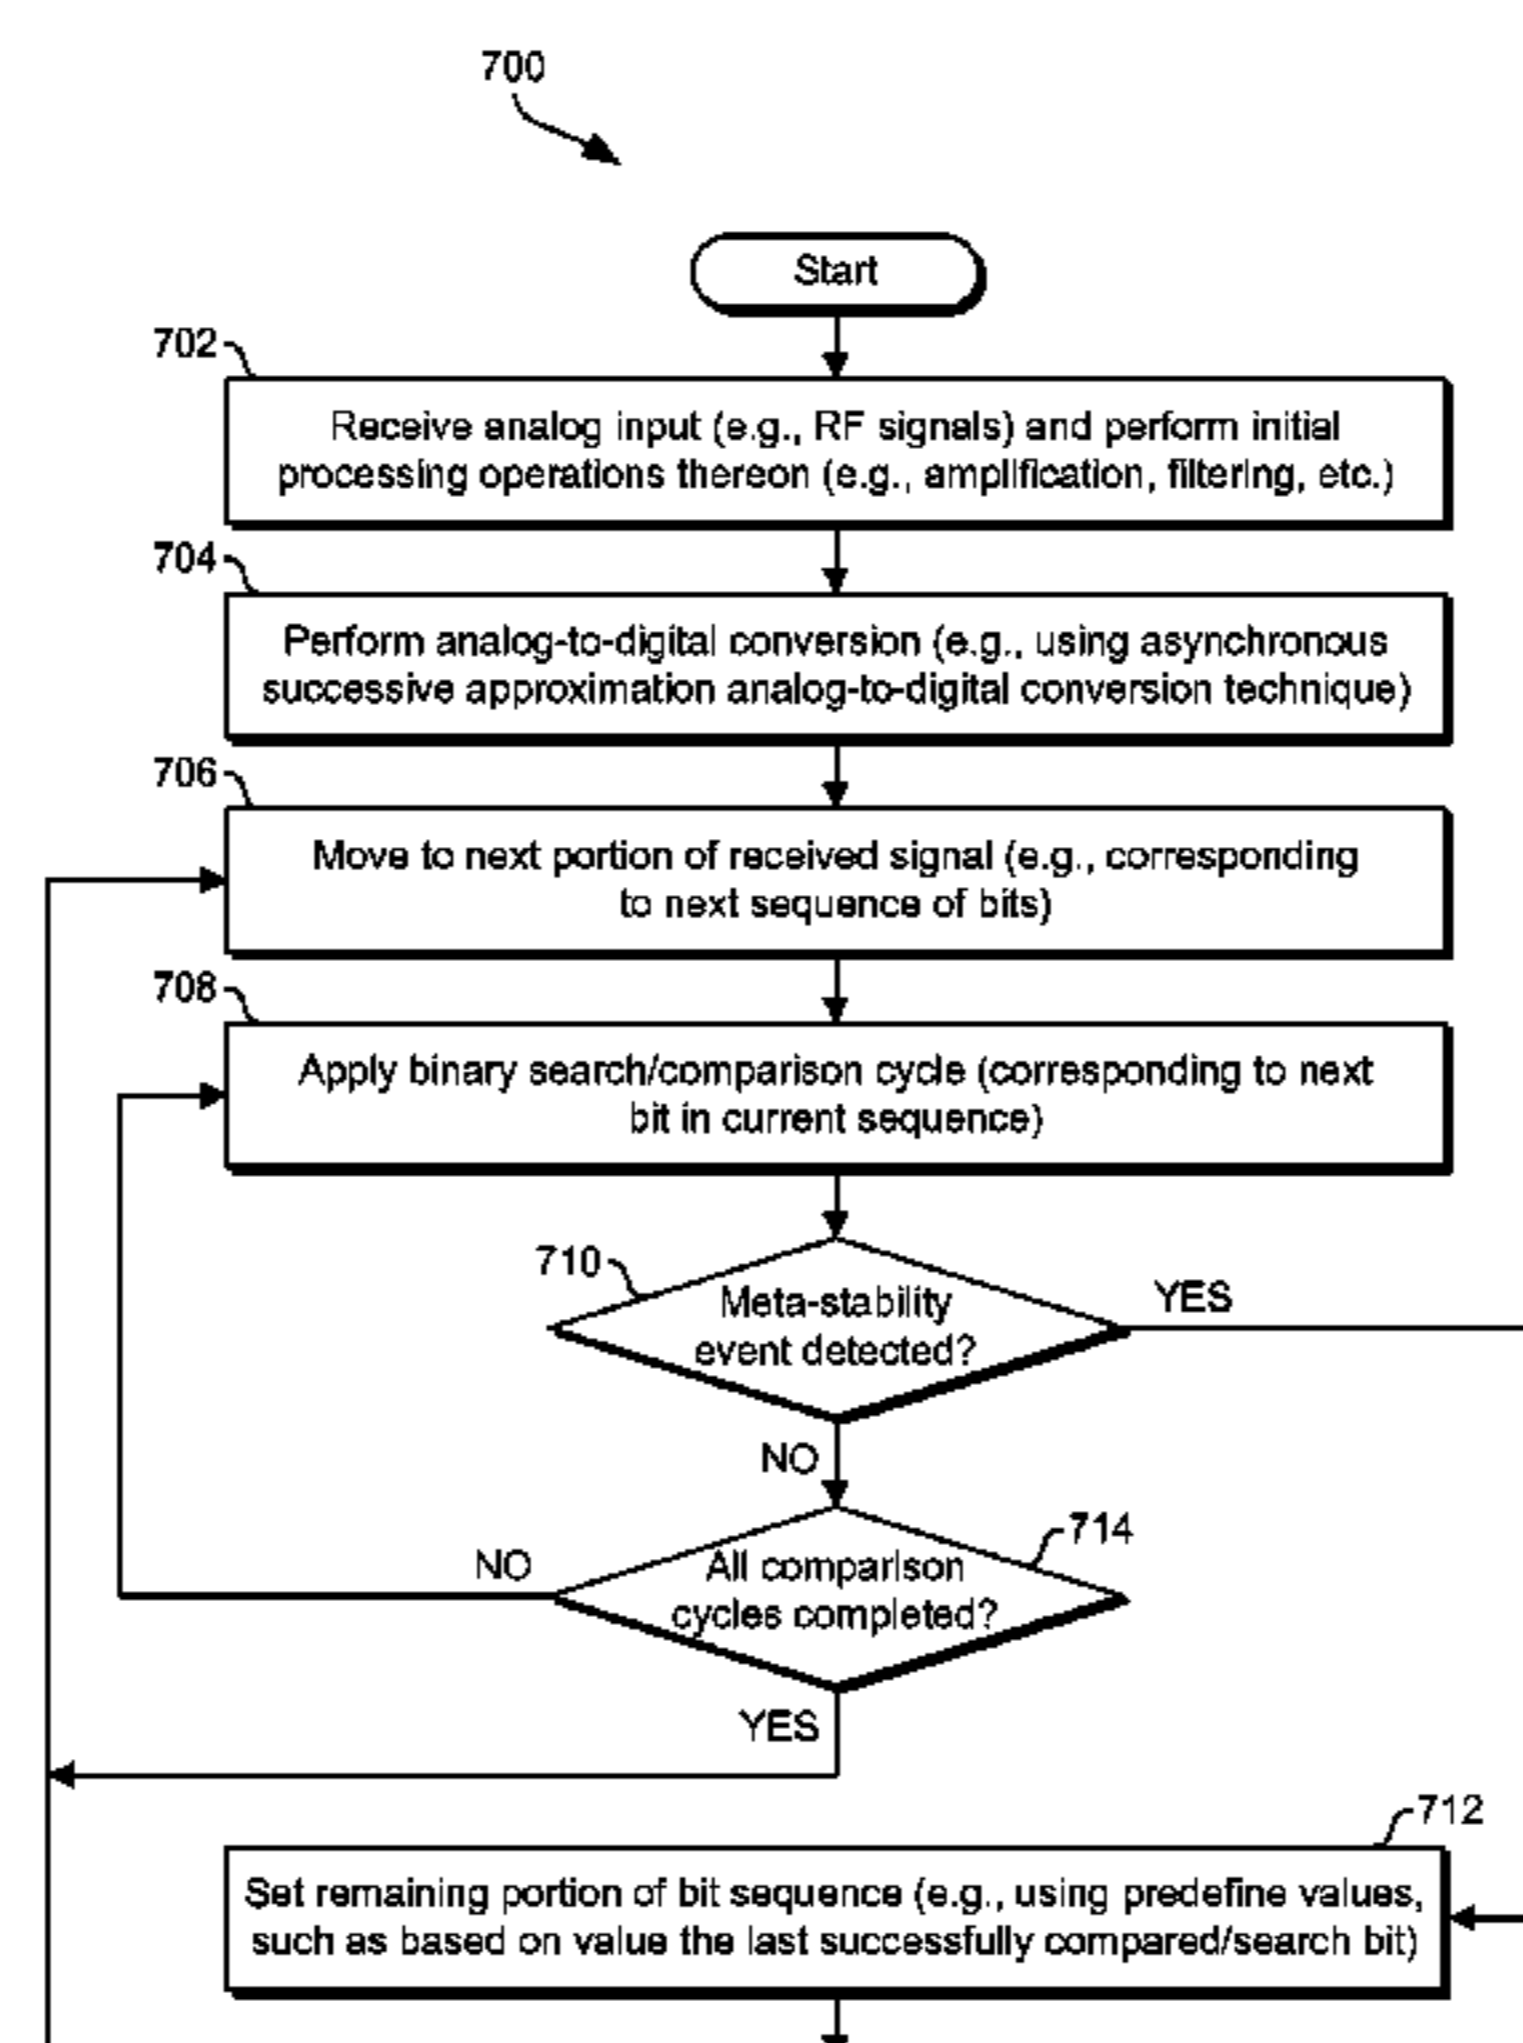 700
Start
702
Receive analog input (e.g., RF signals) and perform initial
processing operations thereon (e.g., amplification, filtering, etc.)
704
Perform analog-to-digital conversion (e.g., using asynchronous
successive approximation analog-to-digital conversion technique)
706
Move to next portion of received signal (e.g., corresponding
to next sequence of bits)
708
Apply binary search/comparison cycle (corresponding to next
bit in current sequence)
710
Meta-stability
event detected?
YES
NO
714
All comparison
cycles completed?
NO
YES
712
Set remaining portion of bit sequence (e.g., using predefine values,
such as based on value the last successfully compared/search bit)